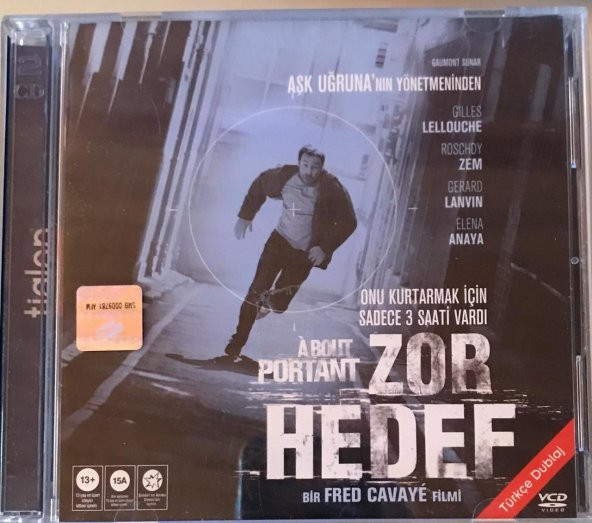 GAUMONT SUNAR
AŞK UĞRUNA'NIN YÖNETMENİNDEN
GILLES
LELLOUCHE
ROSCHDY
ZEM
GERARD
LANVIN
ELENA
ANAYA
ONU KURTARMAK İÇİN
SADECE 3 SAATİ VARDI
À BOUT
PORTANT
ZOR
HEDEF
BİR FRED CAVAYÉ FİLMİ
Türkçe Dublaj
VCD
VIDEO
13+
15A
tiglon